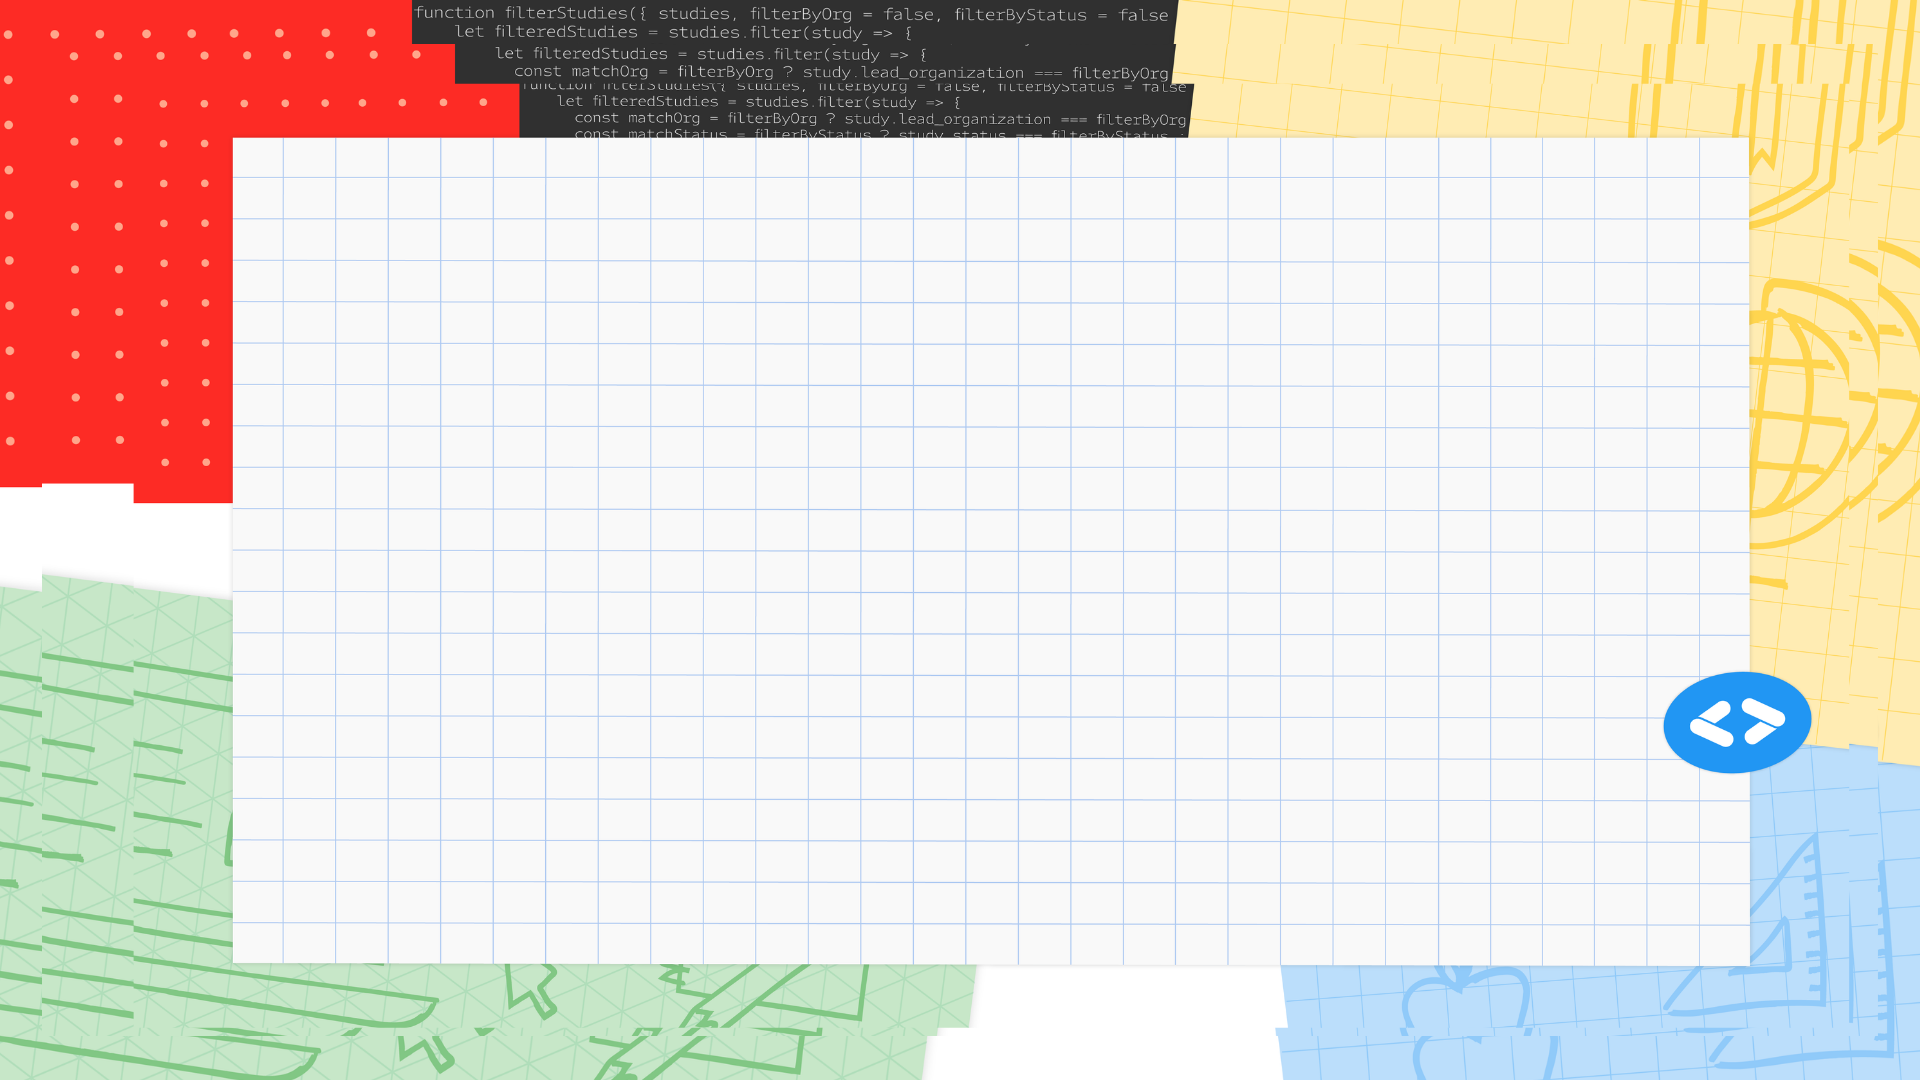 function filterStudies({ studies, filterByOrg = false, filterByStatus = false
let filteredStudies = studies.filter(study => {
let filteredStudies = studies.filter(study => {
const matchOrg = filterByOrg ? study.lead_organization === filterByOrg
function filterStudies({ studies, filterByOrg = false, filterByStatus = false
let filteredStudies = studies.filter(study => {
const matchOrg = filterByOrg ? study.lead_organization === filterByOrg
const matchStatus = filterByStatus ? study.status === filterByStatus :